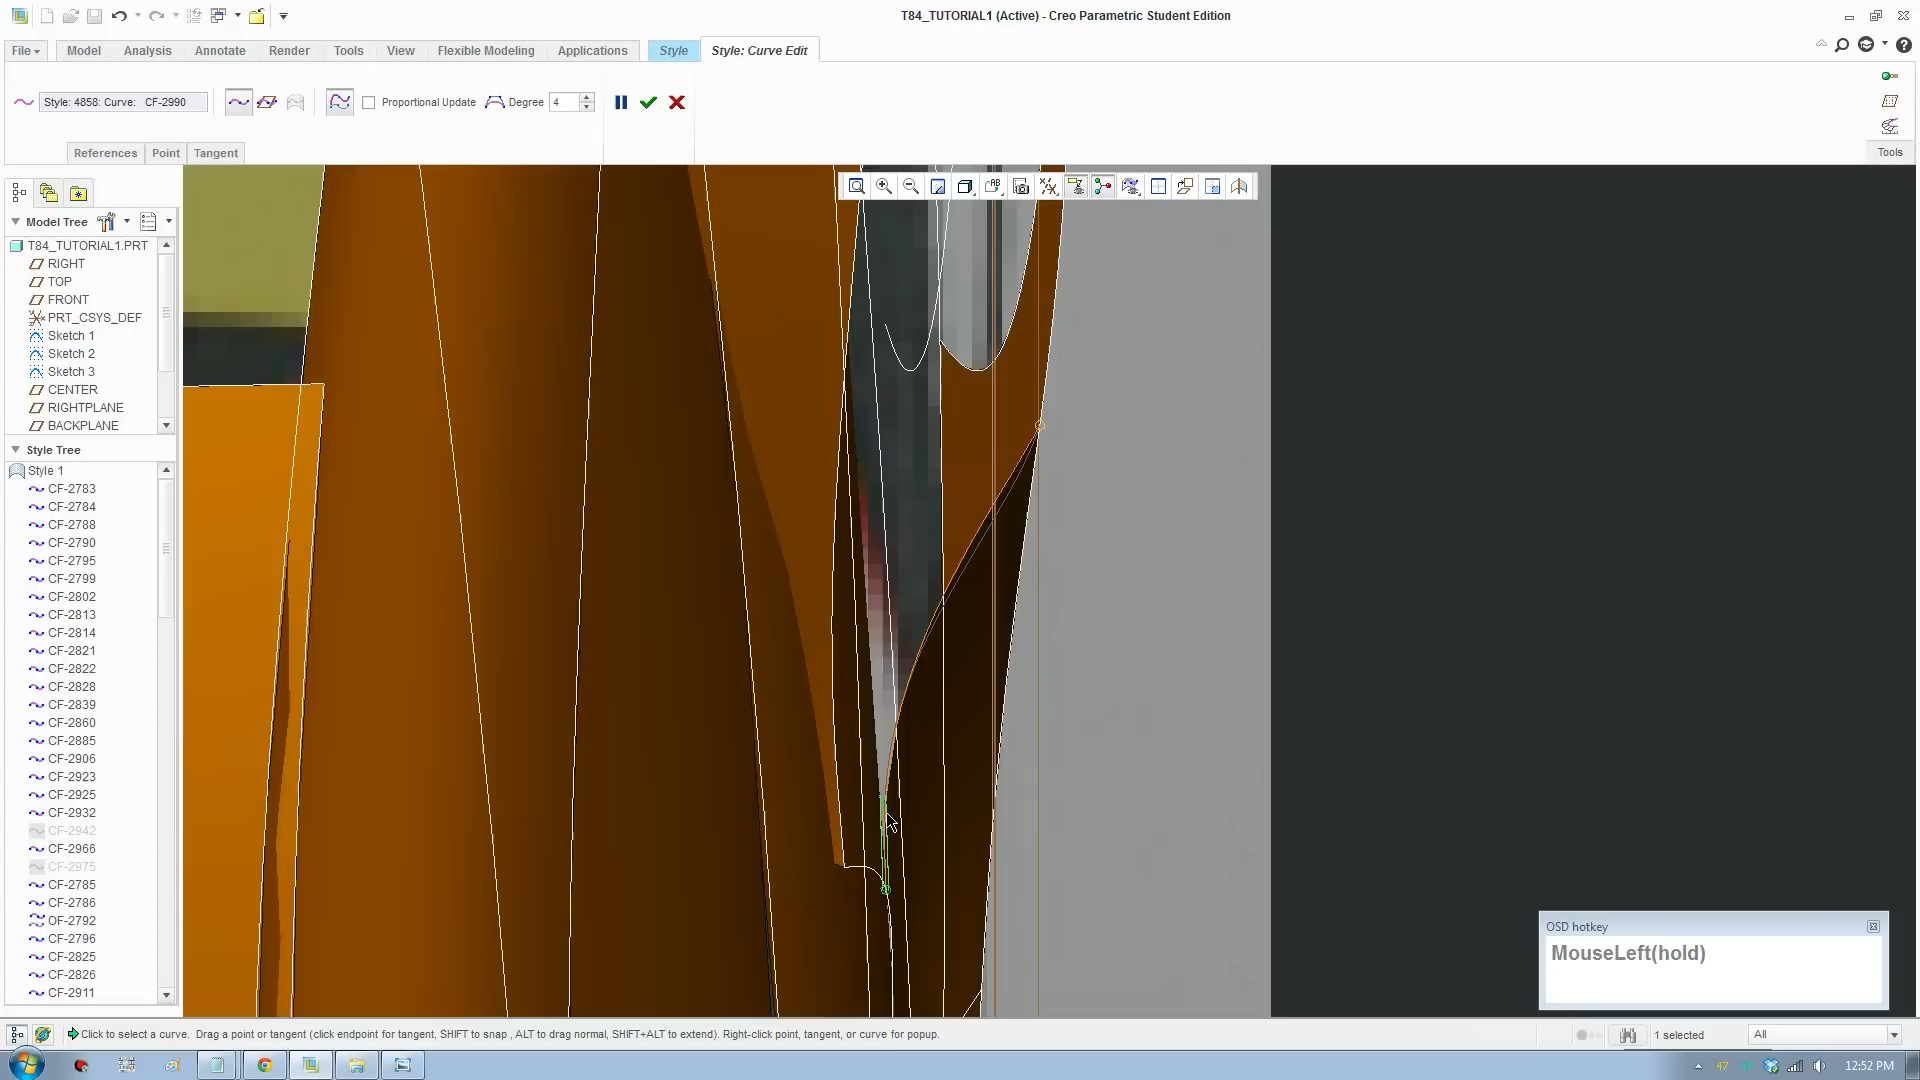 T84_TUTORIAL1 (Active) - Creo Parametric Student Edition
File Model Analysis Annotate Render Tools View Flexible Modeling Applications Style Style: Curve Edit
Style: 4858: Curve: CF-2990
Proportional Update Degree 4
References Point Tangent
Tools
Model Tree
T84_TUTORIAL1.PRT
RIGHT
TOP
FRONT
PRT_CSYS_DEF
Sketch 1
Sketch 2
Sketch 3
CENTER
RIGHTPLANE
BACKPLANE
Style Tree
Style 1
CF-2783
CF-2784
CF-2788
CF-2790
CF-2795
CF-2799
CF-2802
CF-2813
CF-2814
CF-2821
CF-2822
CF-2828
CF-2839
CF-2860
CF-2885
CF-2906
CF-2923
CF-2925
CF-2932
CF-2942
CF-2966
CF-2975
CF-2785
CF-2786
OF-2792
CF-2796
CF-2825
CF-2826
CF-2911
OSD hotkey
MouseLeft(hold)
Click to select a curve. Drag a point or tangent (click endpoint for tangent, SHIFT to snap , ALT to drag normal, SHIFT+ALT to extend). Right-click point, tangent, or curve for popup.
1 selected
All
47
12:52 PM